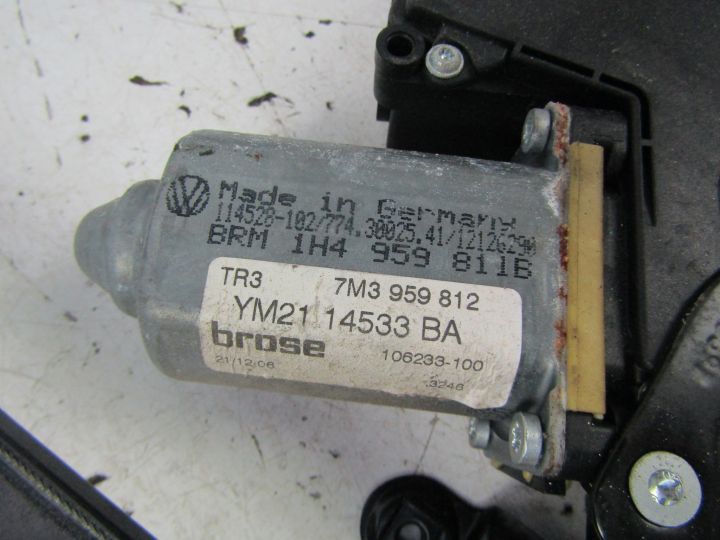 Made in Germany
114528-102/774.30025.41/12126290
BRM 1H4 959 811B
TR3 7M3 959 812
YM21 14533 BA
brose 106233-100
21/12/06 3246